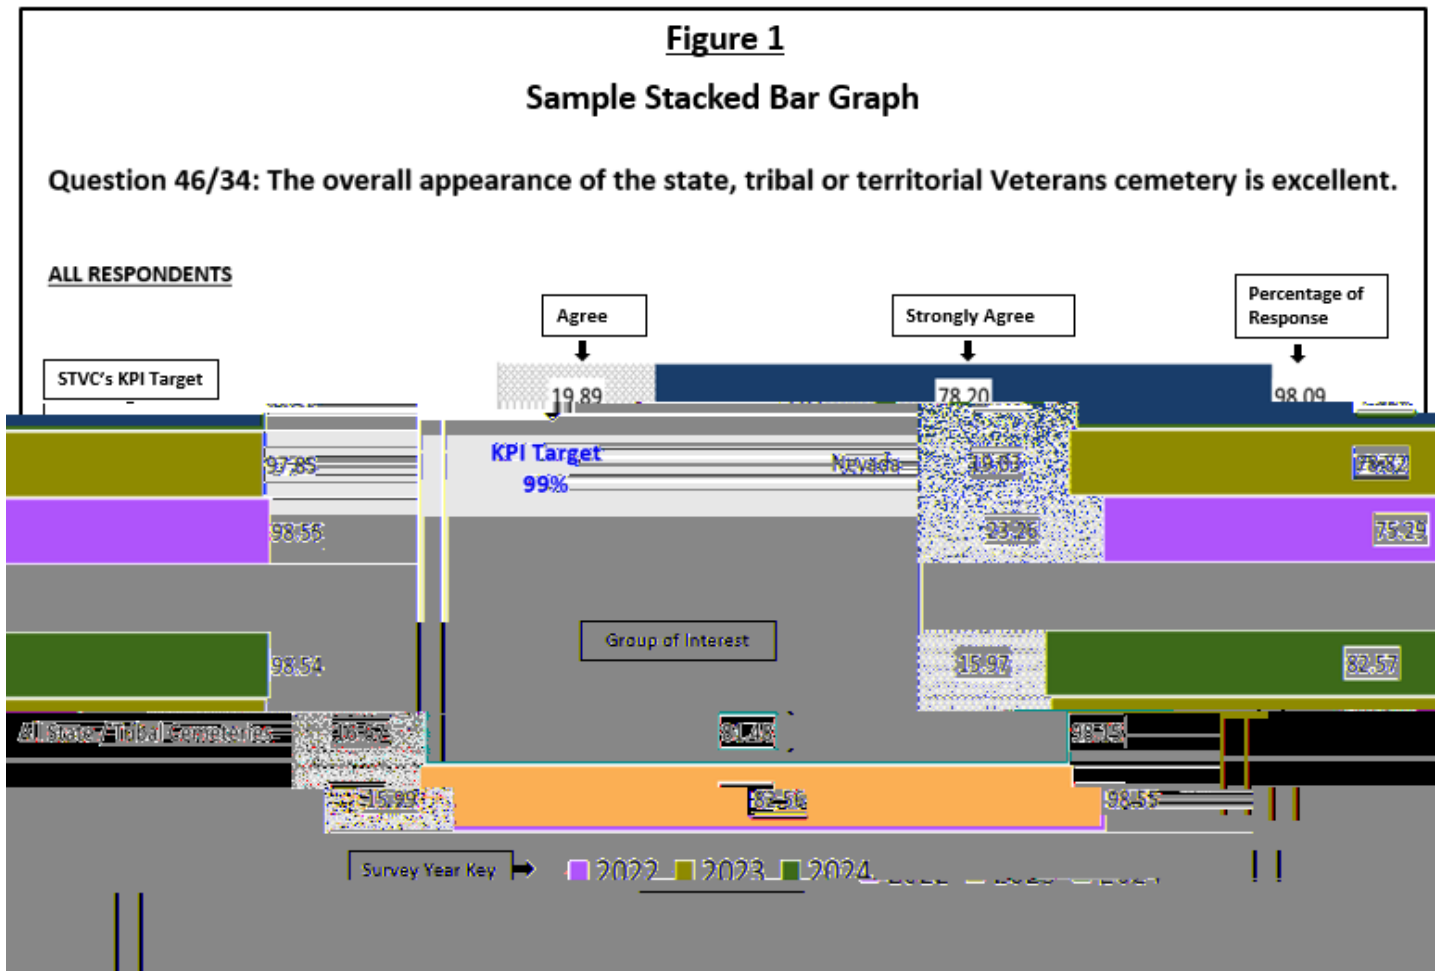 Figure 1
Sample Stacked Bar Graph
Question 46/34: The overall appearance of the state, tribal or territorial Veterans cemetery is excellent.
ALL RESPONDENTS
Agree
Strongly Agree
Percentage of
Response
STVC's KPI Target
19.89
78.20
98.09
97.85
KPI Target
99%
Nevada
19.03
78.82
98.55
23.26
75.29
Group of Interest
98.54
15.97
82.57
All State / Tribal Cemeteries
98.15
15.99
82.56
98.55
Survey Year Key
2022
2023
2024